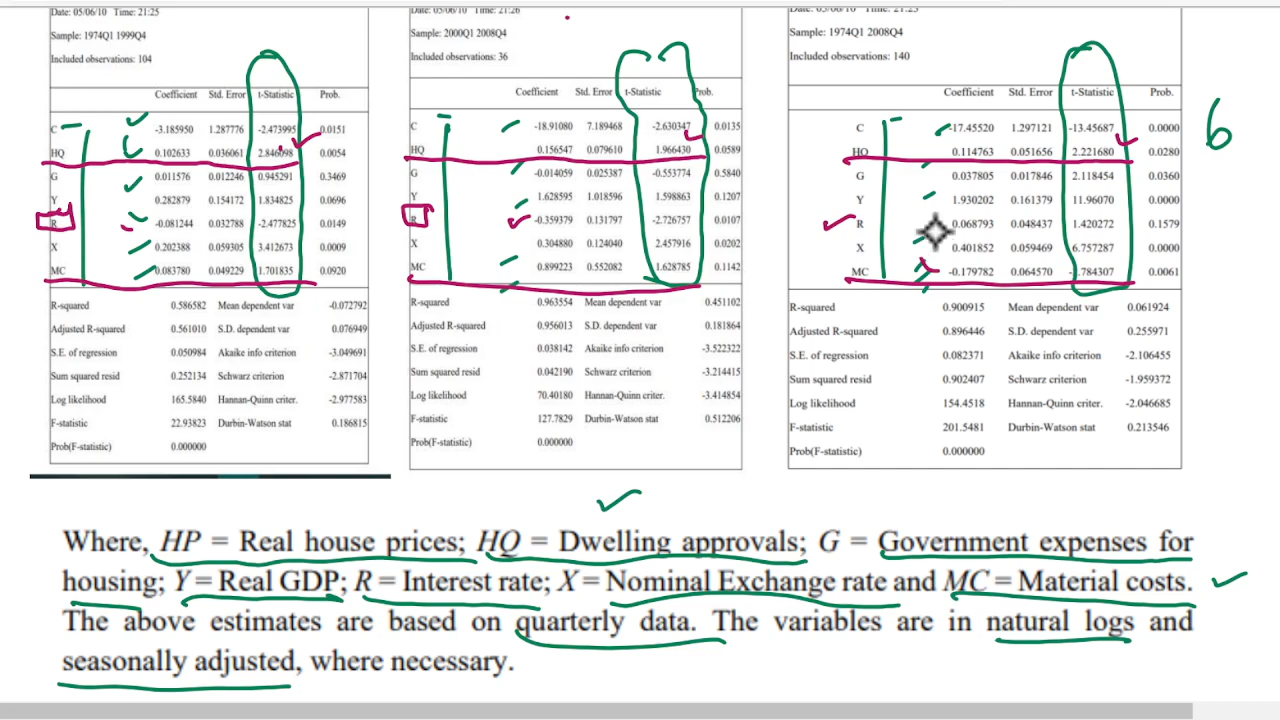 Date: 05/06/10 Time: 21:25
Sample: 1974Q1 1999Q4
Included observations: 104
Coefficient Std. Error t-Statistic Prob.
C -3.185950 1.287776 -2.473995 0.0151
HQ 0.102633 0.036061 2.846098 0.0054
G 0.011576 0.012246 0.945291 0.3469
Y 0.282879 0.154172 1.834825 0.0696
R -0.081244 0.032788 -2.477825 0.0149
X 0.202388 0.059305 3.412673 0.0009
MC 0.083780 0.049229 1.701835 0.0920
R-squared 0.586582 Mean dependent var -0.072792
Adjusted R-squared 0.561010 S.D. dependent var 0.076949
S.E. of regression 0.050984 Akaike info criterion -3.049691
Sum squared resid 0.252134 Schwarz criterion -2.871704
Log likelihood 165.5840 Hannan-Quinn criter. -2.977583
F-statistic 22.93823 Durbin-Watson stat 0.186815
Prob(F-statistic) 0.000000
Date: 05/06/10 Time: 21:26
Sample: 2000Q1 2008Q4
Included observations: 36
Coefficient Std. Error t-Statistic Prob.
C -18.91080 7.189468 -2.630347 0.0135
HQ 0.156547 0.079610 1.966430 0.0589
G -0.014059 0.025387 -0.553774 0.5840
Y 1.628595 1.018596 1.598863 0.1207
R -0.359379 0.131797 -2.726757 0.0107
X 0.304880 0.124040 2.457916 0.0202
MC 0.899223 0.552082 1.628785 0.1142
R-squared 0.963554 Mean dependent var 0.451102
Adjusted R-squared 0.956013 S.D. dependent var 0.181864
S.E. of regression 0.038142 Akaike info criterion -3.522322
Sum squared resid 0.042190 Schwarz criterion -3.214415
Log likelihood 70.40180 Hannan-Quinn criter. -3.414854
F-statistic 127.7829 Durbin-Watson stat 0.512206
Prob(F-statistic) 0.000000
Sample: 1974Q1 2008Q4
Included observations: 140
Coefficient Std. Error t-Statistic Prob.
C -17.45520 1.297121 -13.45687 0.0000
HQ 0.114763 0.051656 2.221680 0.0280
G 0.037805 0.017846 2.118454 0.0360
Y 1.930202 0.161379 11.96070 0.0000
R 0.068793 0.048437 1.420272 0.1579
X 0.401852 0.059469 6.757287 0.0000
MC -0.179782 0.064570 -2.784307 0.0061
R-squared 0.900915 Mean dependent var 0.061924
Adjusted R-squared 0.896446 S.D. dependent var 0.255971
S.E. of regression 0.082371 Akaike info criterion -2.106455
Sum squared resid 0.902407 Schwarz criterion -1.959372
Log likelihood 154.4518 Hannan-Quinn criter. -2.046685
F-statistic 201.5481 Durbin-Watson stat 0.213546
Prob(F-statistic) 0.000000
6
Where, HP = Real house prices; HQ = Dwelling approvals; G = Government expenses for
housing; Y = Real GDP; R = Interest rate; X = Nominal Exchange rate and MC = Material costs.
The above estimates are based on quarterly data. The variables are in natural logs and
seasonally adjusted, where necessary.